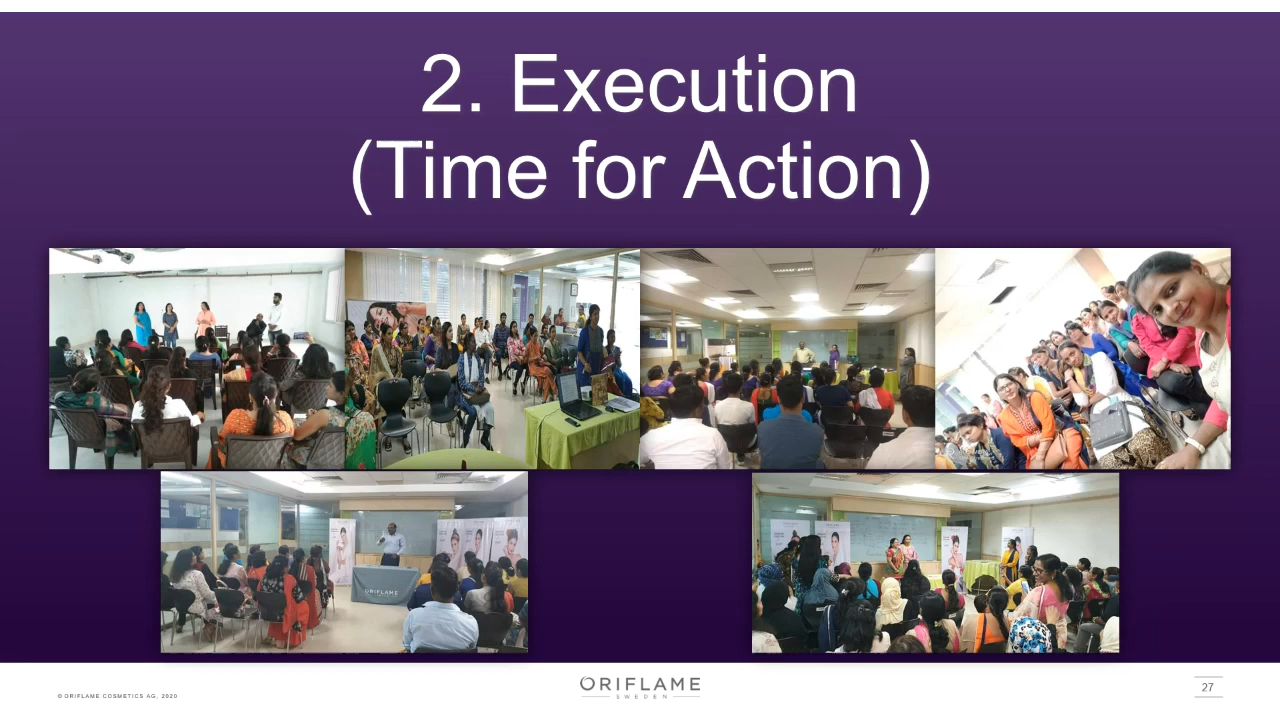 2. Execution
(Time for Action)
ORIFLAME
© ORIFLAME COSMETICS AG, 2020
ORIFLAME
SWEDEN
27